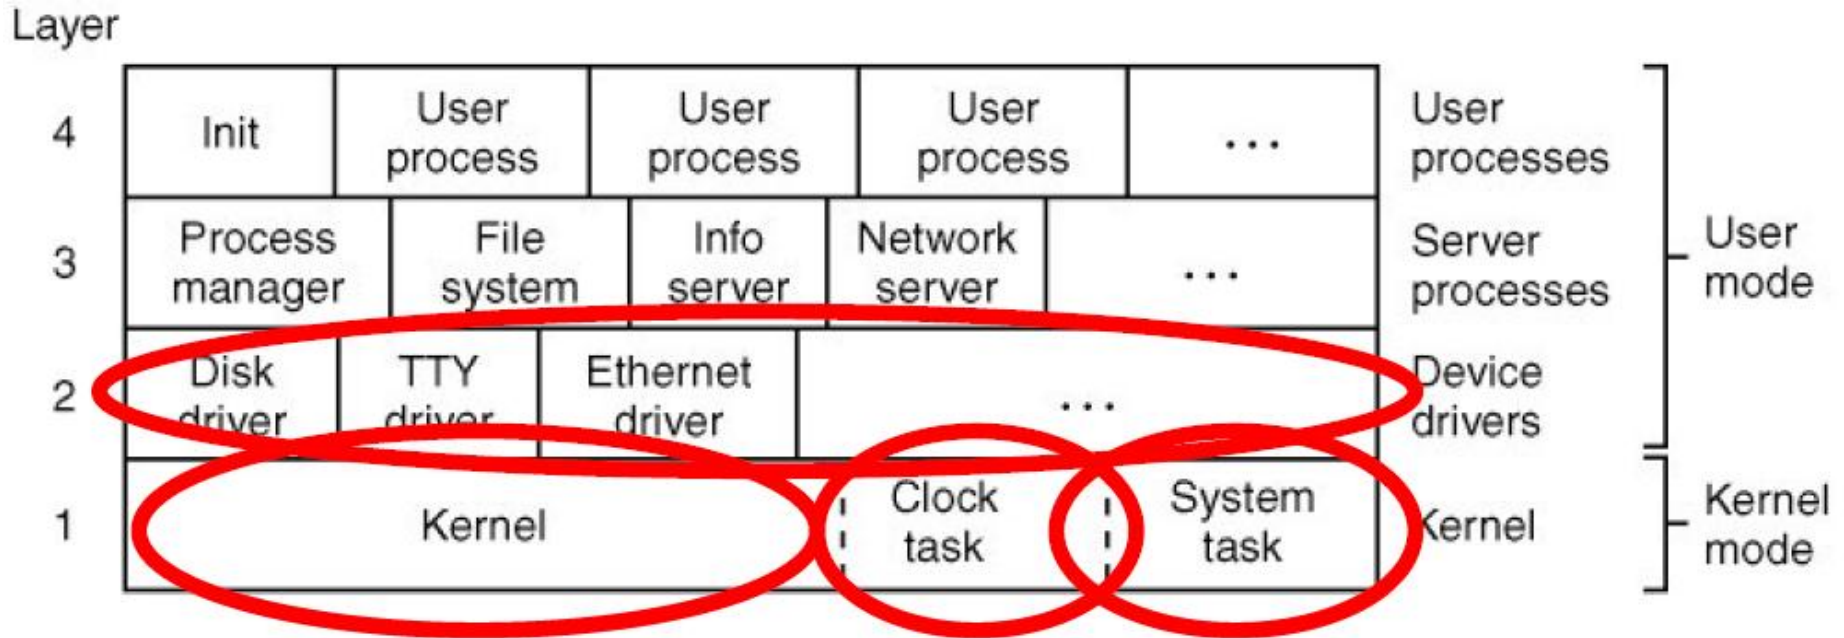 Layer
4
Init
User
process
User
process
User
process
...
User
processes
3
Process
manager
File
system
Info
server
Network
server
...
Server
processes
User
mode
2
Disk
driver
TTY
driver
Ethernet
driver
...
Device
drivers
1
Kernel
Clock
task
System
task
Kernel
Kernel
mode